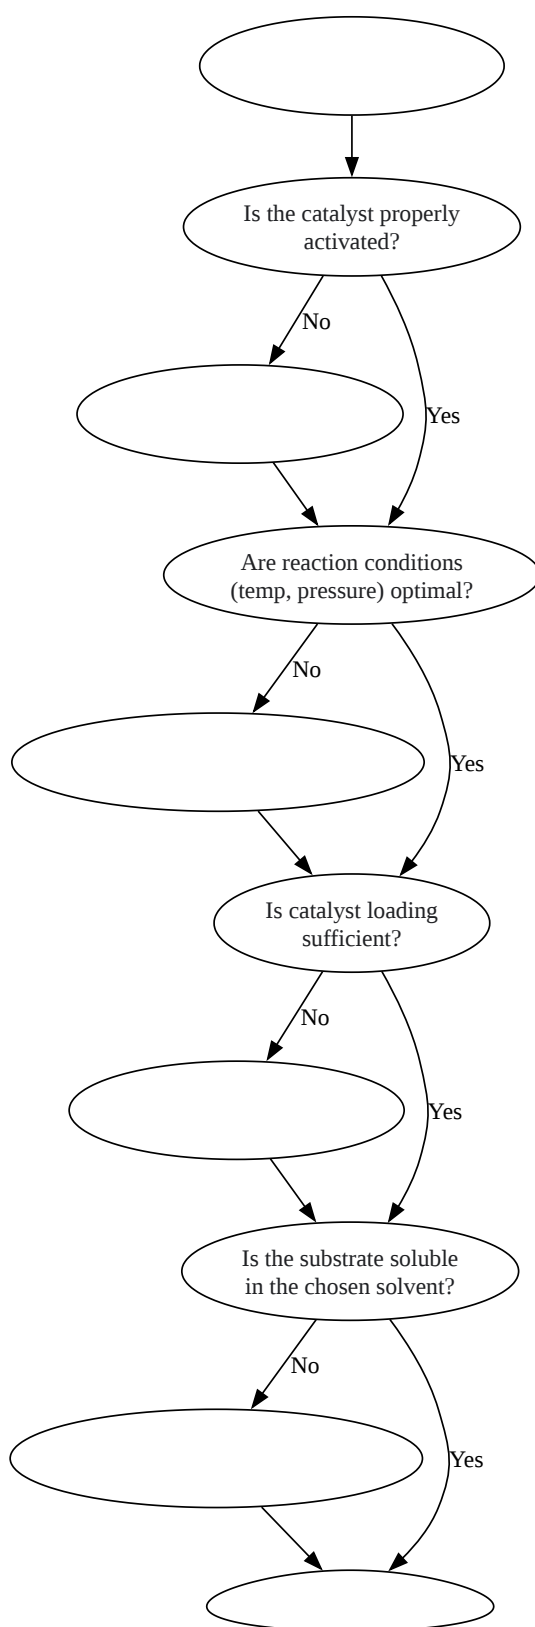 Is the catalyst properly
activated?
No
Yes
Are reaction conditions
(temp, pressure) optimal?
No
Yes
Is catalyst loading
sufficient?
No
Yes
Is the substrate soluble
in the chosen solvent?
No
Yes